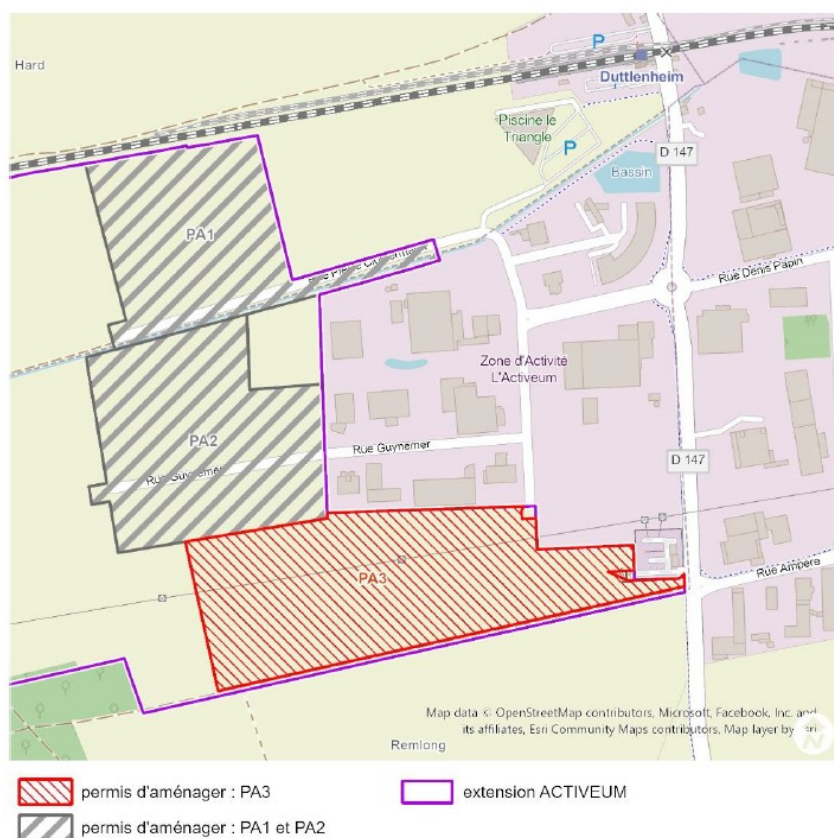 Hard
P
Duttlenheim
Piscine le
Triangle
P
D 147
Bassin
PA1
Rue Denis Papin
Zone d'Activité
L'Activeum
PA2
Rue Guynemer
Rue Guynemer
D 147
Rue Ampère
PA3
Map data © OpenStreetMap contributors, Microsoft, Facebook, Inc. and
its affiliates, Esri Community Maps contributors, Map layer by Esri
Remlong
N
permis d'aménager : PA3
extension ACTIVEUM
permis d'aménager : PA1 et PA2